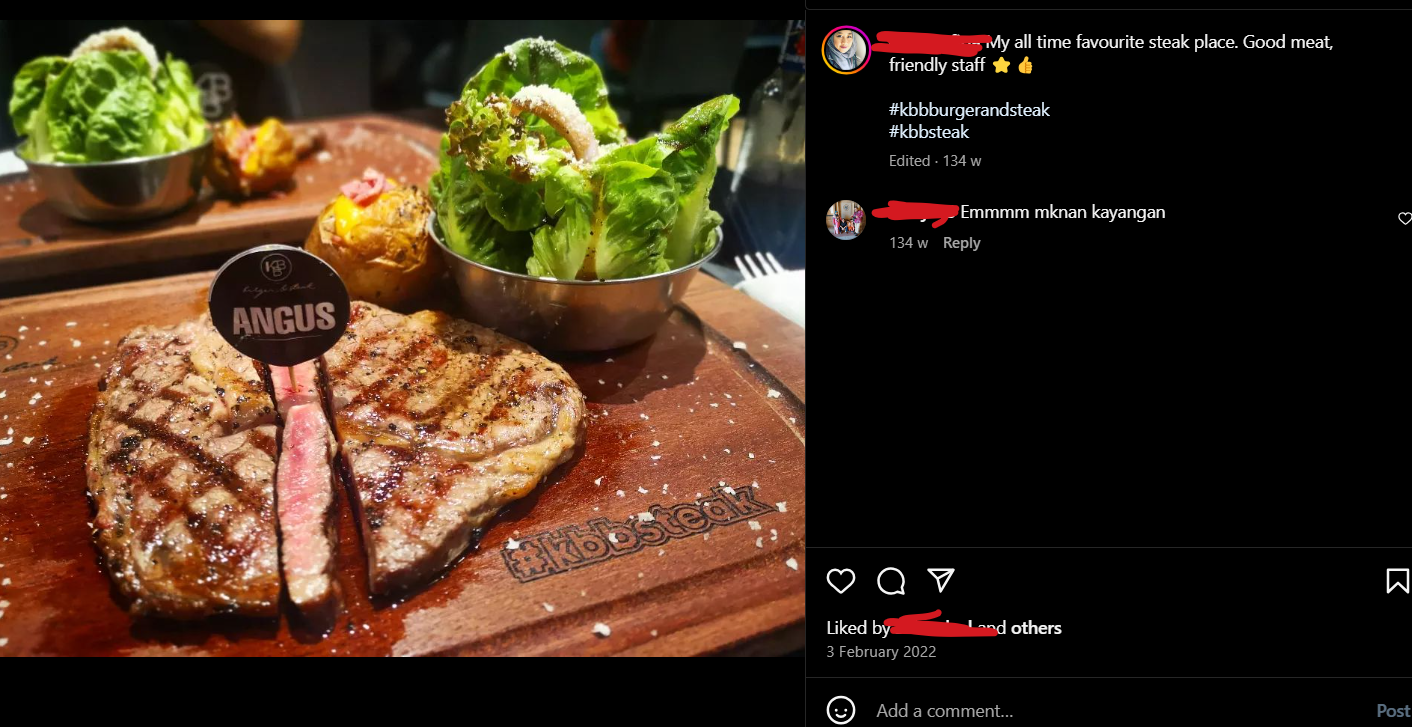 KBB
ANGUS
#kbbsteak
My all time favourite steak place. Good meat,
friendly staff ⭐👍
#kbbburgerandsteak
#kbbsteak
Edited · 134 w
Emmmm mknan kayangan
134 w Reply
Liked by and others
3 February 2022
Add a comment...
Post